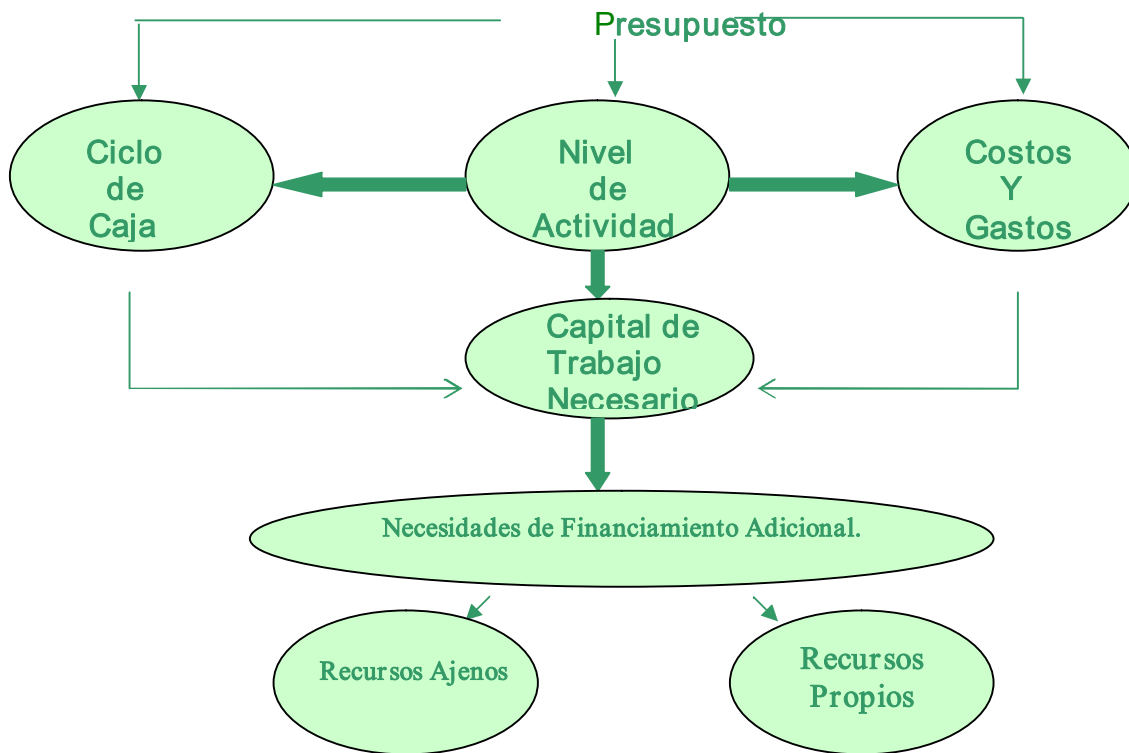 Presupuesto
Ciclo
de
Caja
Nivel
de
Actividad
Costos
Y
Gastos
Capital de
Trabajo
Necesario
Necesidades de Financiamiento Adicional.
Recursos Ajenos
Recursos
Propios